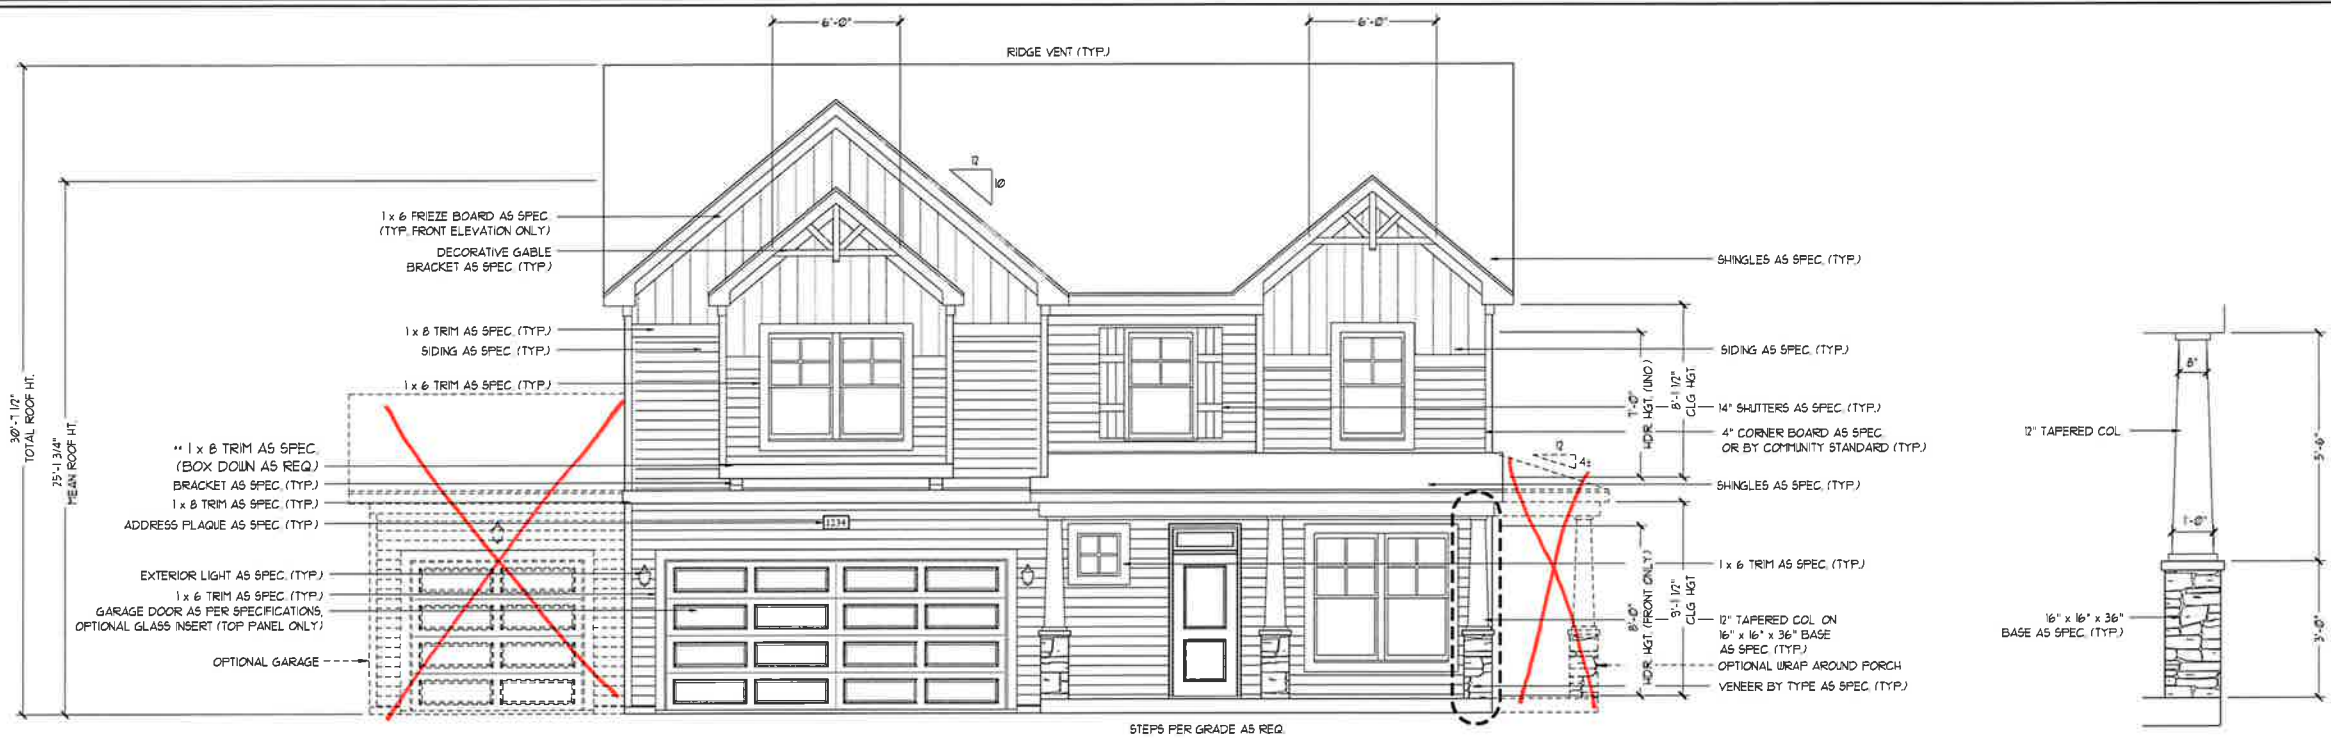 6'-0"
6'-0"
RIDGE VENT (TYP.)
12
10
30'-7 1/2"
TOTAL ROOF HT.
25'-1 3/4"
MEAN ROOF HT.
1 x 6 FRIEZE BOARD AS SPEC.
(TYP. FRONT ELEVATION ONLY)
DECORATIVE GABLE
BRACKET AS SPEC. (TYP.)
1 x 8 TRIM AS SPEC. (TYP.)
SIDING AS SPEC. (TYP.)
1 x 6 TRIM AS SPEC. (TYP.)
** 1 x 8 TRIM AS SPEC.
(BOX DOWN AS REQ.)
BRACKET AS SPEC. (TYP.)
1 x 8 TRIM AS SPEC. (TYP.)
ADDRESS PLAQUE AS SPEC. (TYP.)
1234
EXTERIOR LIGHT AS SPEC. (TYP.)
1 x 6 TRIM AS SPEC. (TYP.)
GARAGE DOOR AS PER SPECIFICATIONS,
OPTIONAL GLASS INSERT (TOP PANEL ONLY)
OPTIONAL GARAGE
SHINGLES AS SPEC. (TYP.)
SIDING AS SPEC. (TYP.)
7'-0"
HDR. HGT. (UNO.)
8'-1 1/2"
CLG HGT.
14" SHUTTERS AS SPEC. (TYP.)
4" CORNER BOARD AS SPEC.
OR BY COMMUNITY STANDARD (TYP.)
12
4±
SHINGLES AS SPEC. (TYP.)
8'-0"
HDR. HGT. (FRONT ONLY)
9'-1 1/2"
CLG HGT
1 x 6 TRIM AS SPEC. (TYP.)
12" TAPERED COL. ON
16" x 16" x 36" BASE
AS SPEC. (TYP.)
OPTIONAL WRAP AROUND PORCH
VENEER BY TYPE AS SPEC. (TYP.)
STEPS PER GRADE AS REQ.
8"
12" TAPERED COL.
5'-6"
1'-0"
16" x 16" x 36"
BASE AS SPEC. (TYP.)
3'-0"